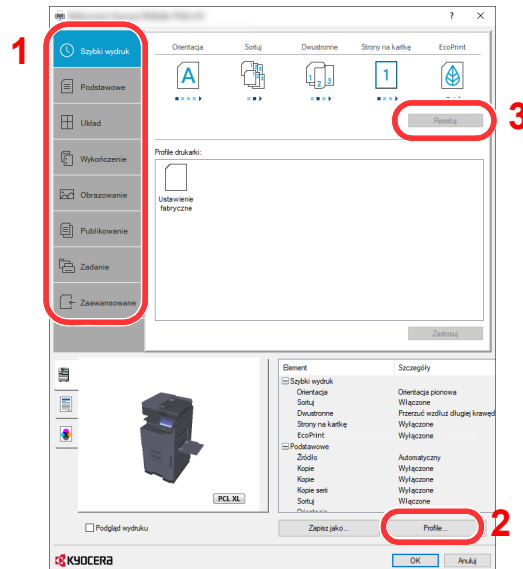 ? ×
1
Szybki wydruk
Podstawowe
Układ
Wykończenie
Obrazowanie
Publikowanie
Zadanie
Zaawansowane
Orientacja Sortuj Dwustronne Strony na kartkę EcoPrint
A 1 2 3 1
Resetuj
3
Profile drukarki:
Ustawienie
fabryczne
Zastosuj
PCL XL
Podgląd wydruku
Element Szczegóły
Szybki wydruk
Orientacja Orientacja pionowa
Sortuj Włączone
Dwustronne Przerzuć wzdłuż długiej krawęd
Strony na kartkę Wyłączone
EcoPrint Wyłączone
Podstawowe
Źródło Automatyczny
Kopie Wyłączone
Kopie Wyłączone
Kopie serii Wyłączone
Sortuj Włączone
Zapisz jako... Profile...
2
KYOCERA
OK Anuluj